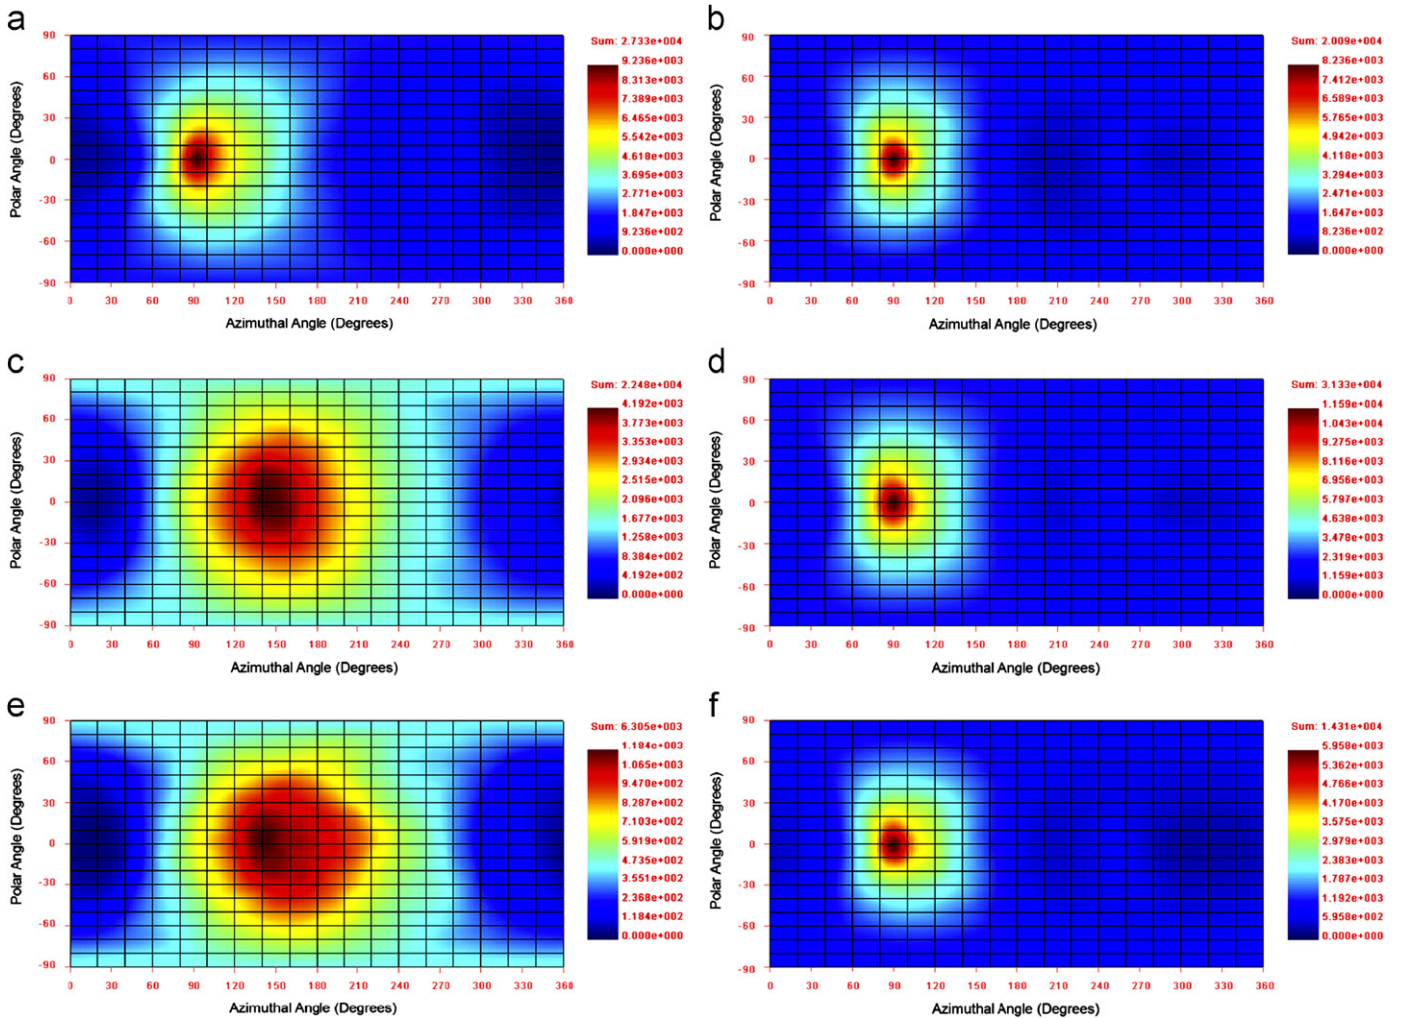 a
Polar Angle (Degrees)
90
60
30
0
-30
-60
-90
0 30 60 90 120 150 180 210 240 270 300 330 360
Azimuthal Angle (Degrees)
Sum: 2.733e+004
9.236e+003
8.313e+003
7.389e+003
6.465e+003
5.542e+003
4.618e+003
3.695e+003
2.771e+003
1.847e+003
9.236e+002
0.000e+000
b
Polar Angle (Degrees)
90
60
30
0
-30
-60
-90
0 30 60 90 120 150 180 210 240 270 300 330 360
Azimuthal Angle (Degrees)
Sum: 2.009e+004
8.236e+003
7.412e+003
6.589e+003
5.765e+003
4.942e+003
4.118e+003
3.294e+003
2.471e+003
1.647e+003
8.236e+002
0.000e+000
c
Polar Angle (Degrees)
90
60
30
0
-30
-60
-90
0 30 60 90 120 150 180 210 240 270 300 330 360
Azimuthal Angle (Degrees)
Sum: 2.248e+004
4.192e+003
3.773e+003
3.353e+003
2.934e+003
2.515e+003
2.096e+003
1.677e+003
1.258e+003
8.384e+002
4.192e+002
0.000e+000
d
Polar Angle (Degrees)
90
60
30
0
-30
-60
-90
0 30 60 90 120 150 180 210 240 270 300 330 360
Azimuthal Angle (Degrees)
Sum: 3.133e+004
1.159e+004
1.043e+004
9.275e+003
8.116e+003
6.956e+003
5.797e+003
4.638e+003
3.478e+003
2.319e+003
1.159e+003
0.000e+000
e
Polar Angle (Degrees)
90
60
30
0
-30
-60
-90
0 30 60 90 120 150 180 210 240 270 300 330 360
Azimuthal Angle (Degrees)
Sum: 6.305e+003
1.184e+003
1.065e+003
9.470e+002
8.287e+002
7.103e+002
5.919e+002
4.735e+002
3.551e+002
2.368e+002
1.184e+002
0.000e+000
f
Polar Angle (Degrees)
90
60
30
0
-30
-60
-90
0 30 60 90 120 150 180 210 240 270 300 330 360
Azimuthal Angle (Degrees)
Sum: 1.431e+004
5.958e+003
5.362e+003
4.766e+003
4.170e+003
3.575e+003
2.979e+003
2.383e+003
1.787e+003
1.192e+003
5.958e+002
0.000e+000